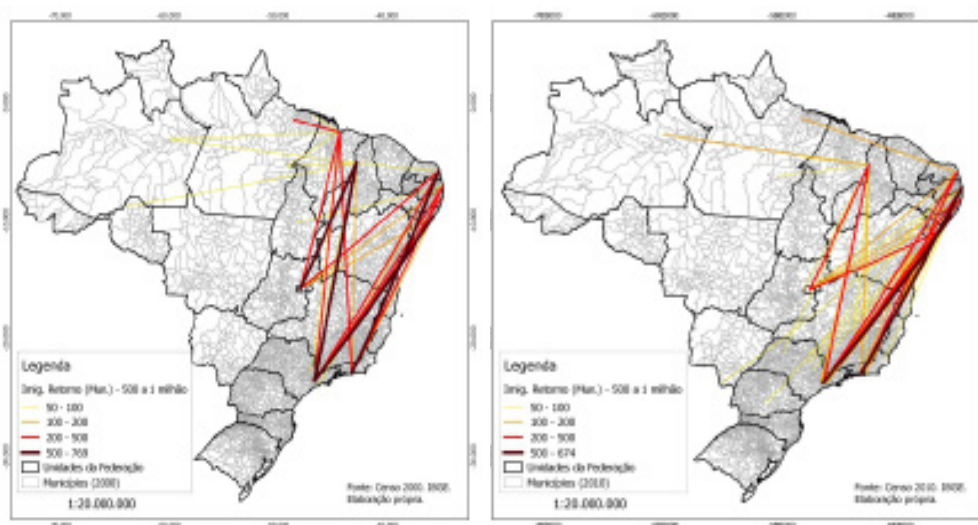 Legenda
Imig. Retorno (Mun.) - 500 a 1 milhão
50 - 100
100 - 200
200 - 500
500 - 769
Unidades da Federação
Municípios (2000)
1:20.000.000
Fonte: Censo 2000. IBGE.
Elaboração própria.
Legenda
Imig. Retorno (Mun.) - 500 a 1 milhão
50 - 100
100 - 200
200 - 500
500 - 674
Unidades da Federação
Municípios (2010)
1:20.000.000
Fonte: Censo 2010. IBGE.
Elaboração própria.